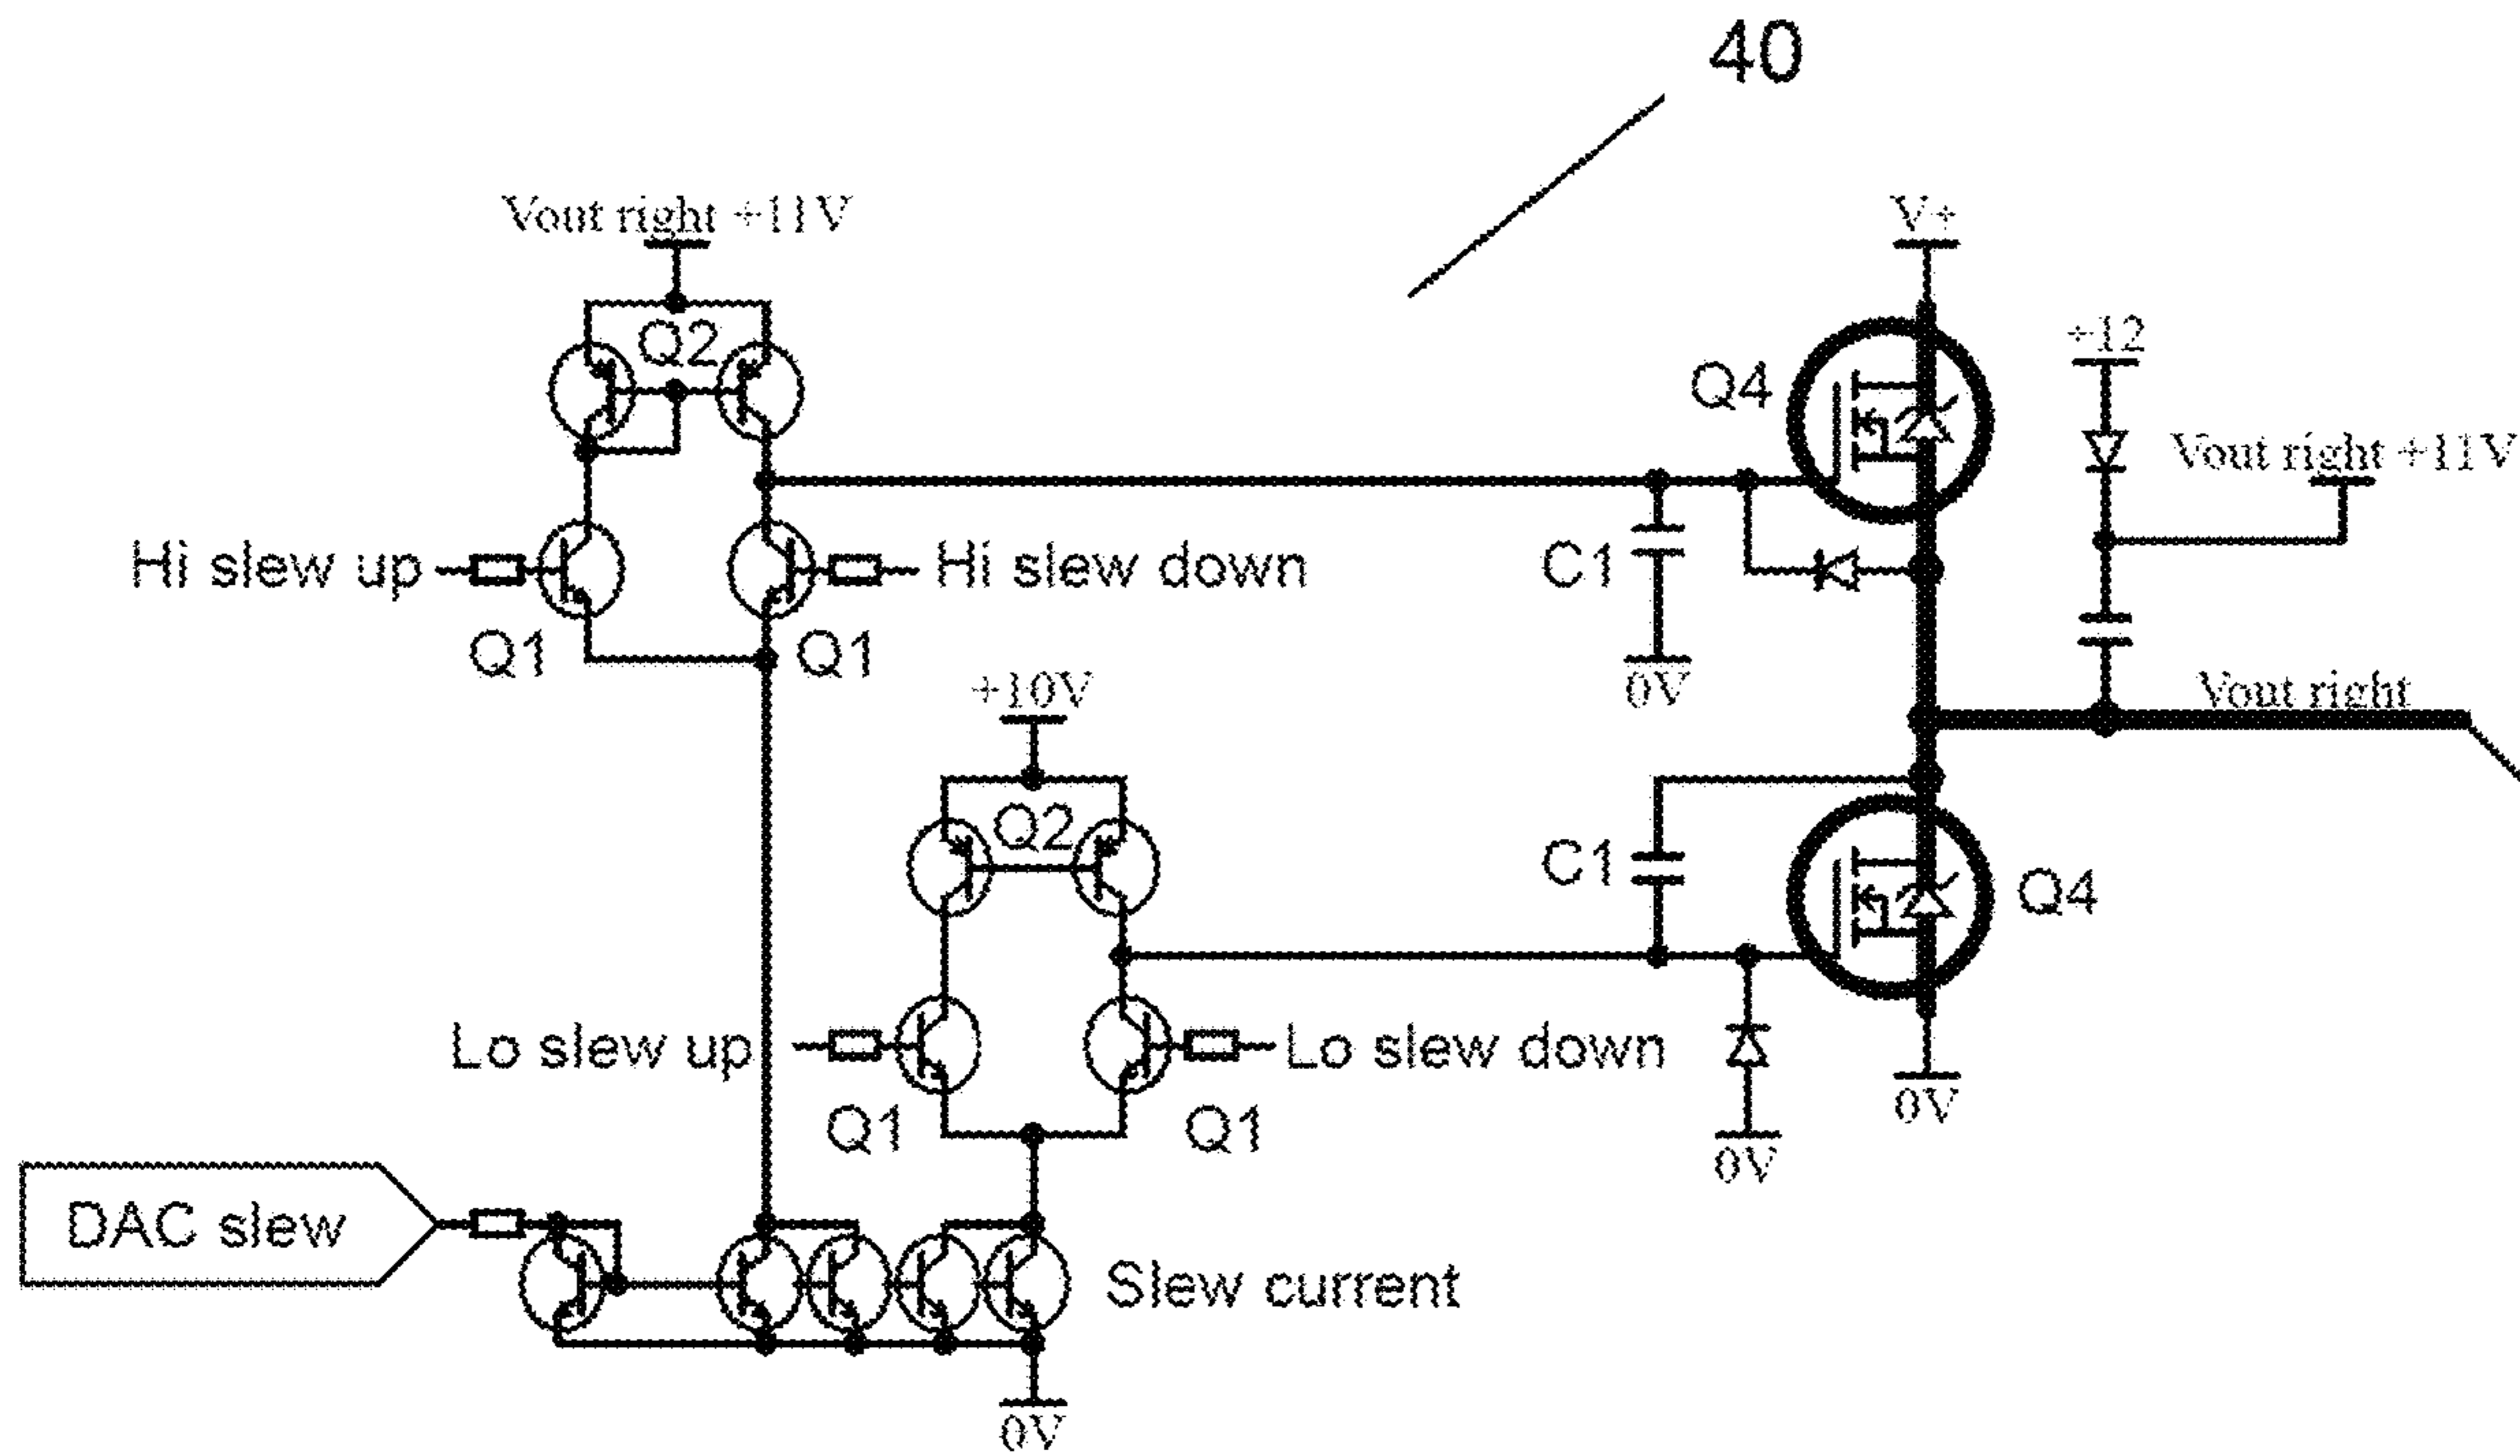 40
Vout right +11V
V+
Q2
+12
Q4
Vout right +11V
Hi slew up
Hi slew down
C1
Q1
Q1
+10V
0V
Vout right
Q2
C1
Q4
Lo slew up
Lo slew down
Q1
Q1
0V
0V
DAC slew
Slew current
0V